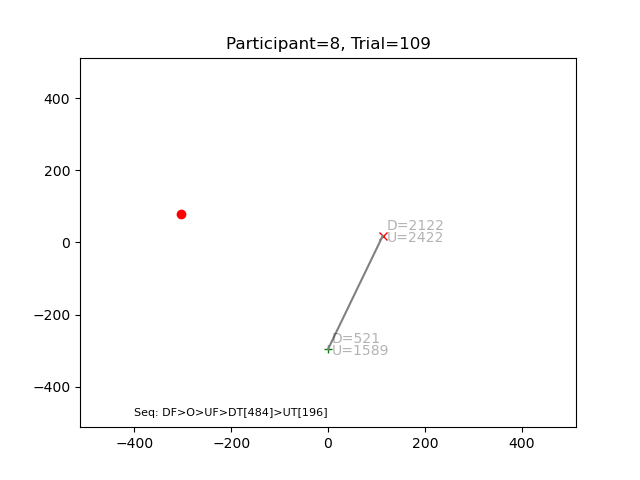 Participant=8, Trial=109
400
200
0
−200
−400
D=2122
U=2422
D=521
U=1589
Seq: DF>O>UF>DT[484]>UT[196]
−400
−200
0
200
400